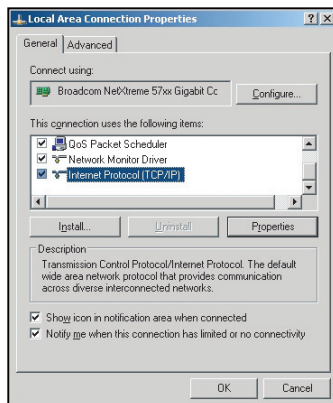 Local Area Connection Properties
General Advanced
Connect using:
Broadcom NetXtreme 57xx Gigabit Cc
Configure...
This connection uses the following items:
QoS Packet Scheduler
Network Monitor Driver
Internet Protocol (TCP/IP)
Install... Uninstall Properties
Description
Transmission Control Protocol/Internet Protocol. The default
wide area network protocol that provides communication
across diverse interconnected networks.
Show icon in notification area when connected
Notify me when this connection has limited or no connectivity
OK Cancel